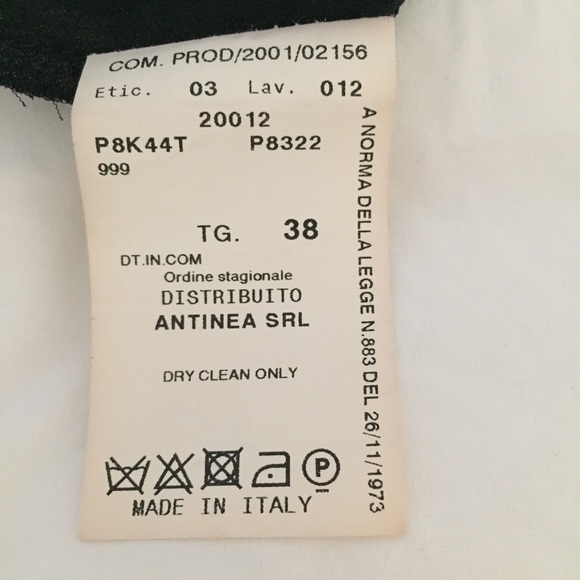 COM. PROD/2001/02156
Etic. 03 Lav. 012
20012
P8K44T P8322
999
TG. 38
DT.IN.COM
Ordine stagionale
DISTRIBUITO
ANTINEA SRL
DRY CLEAN ONLY
P
MADE IN ITALY
A NORMA DELLA LEGGE N.883 DEL 26/11/1973